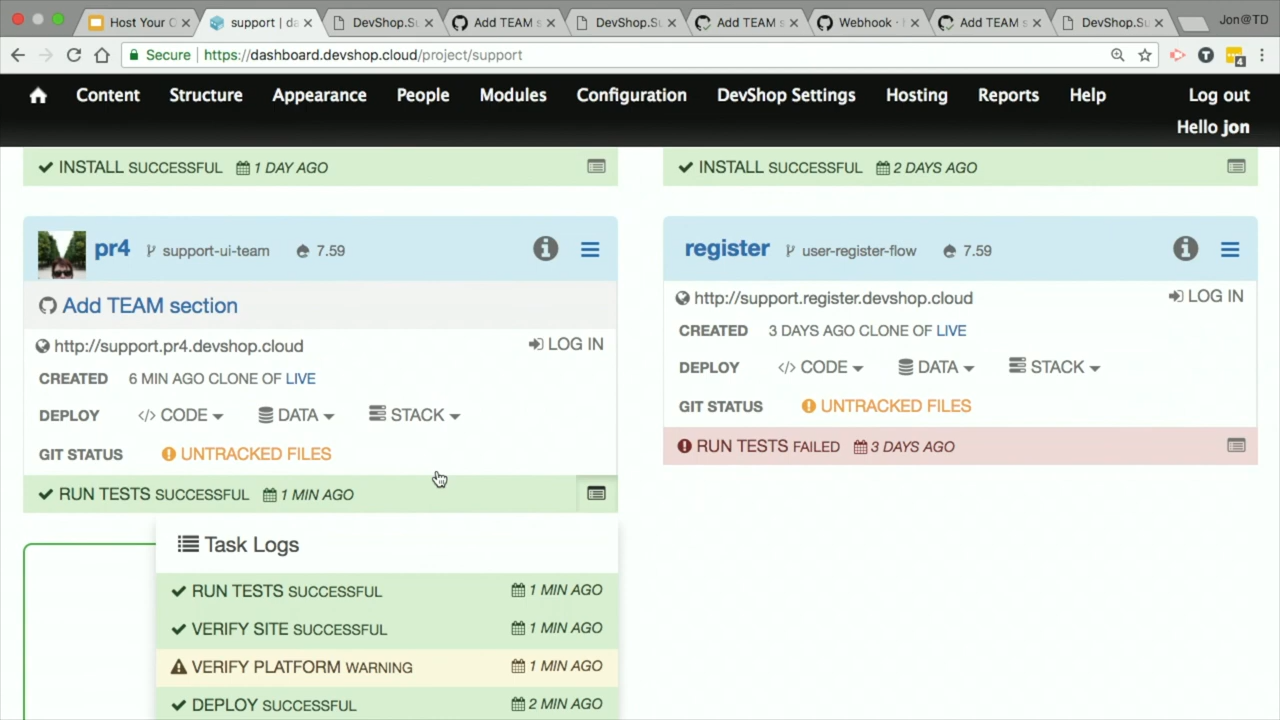 Host Your O
support | da
DevShop.Su
Add TEAM s
DevShop.Su
Add TEAM s
Webhook ·
Add TEAM s
DevShop.Su
Jon@TD
Secure https://dashboard.devshop.cloud/project/support
4
Content Structure Appearance People Modules Configuration DevShop Settings Hosting Reports Help Log out
Hello jon
INSTALL SUCCESSFUL 1 DAY AGO
INSTALL SUCCESSFUL 2 DAYS AGO
pr4 support-ui-team 7.59
Add TEAM section
http://support.pr4.devshop.cloud LOG IN
CREATED 6 MIN AGO CLONE OF LIVE
DEPLOY </> CODE DATA STACK
GIT STATUS UNTRACKED FILES
RUN TESTS SUCCESSFUL 1 MIN AGO
Task Logs
RUN TESTS SUCCESSFUL 1 MIN AGO
VERIFY SITE SUCCESSFUL 1 MIN AGO
VERIFY PLATFORM WARNING 1 MIN AGO
DEPLOY SUCCESSFUL 2 MIN AGO
register user-register-flow 7.59
http://support.register.devshop.cloud LOG IN
CREATED 3 DAYS AGO CLONE OF LIVE
DEPLOY </> CODE DATA STACK
GIT STATUS UNTRACKED FILES
RUN TESTS FAILED 3 DAYS AGO